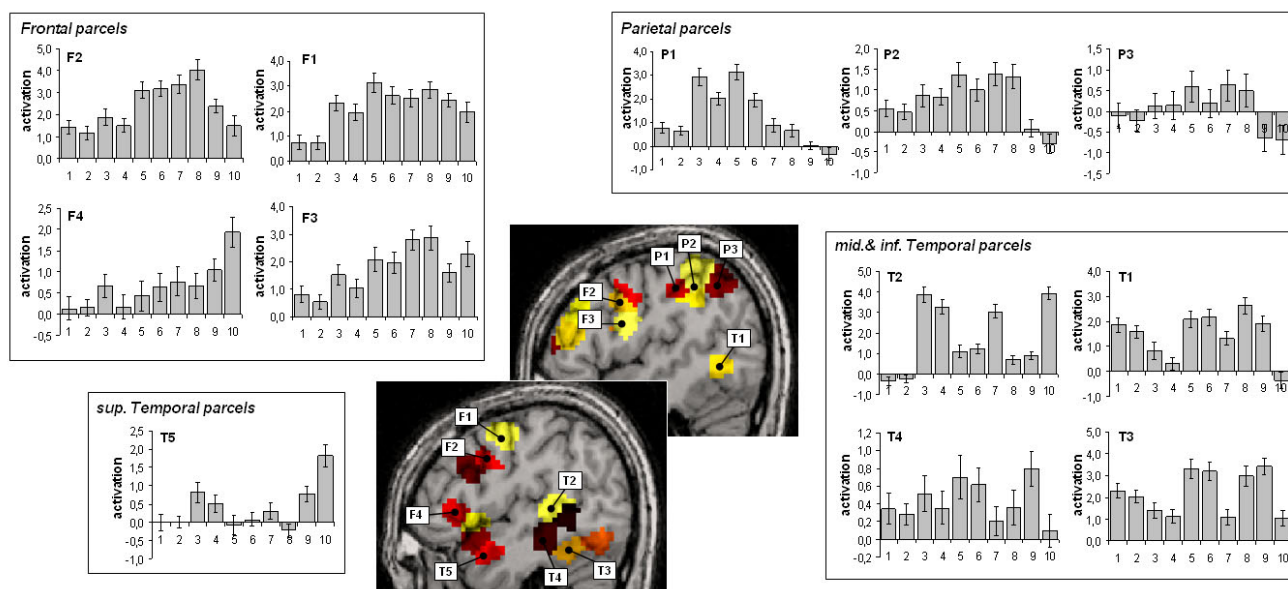 Frontal parcels
F2
activation
5,0
4,0
3,0
2,0
1,0
0,0
1 2 3 4 5 6 7 8 9 10
F1
4,0
3,0
2,0
1,0
0,0
1 2 3 4 5 6 7 8 9 10
F4
activation
2,5
2,0
1,5
1,0
0,5
0,0
-0,5
1 2 3 4 5 6 7 8 9 10
F3
4,0
3,0
2,0
1,0
0,0
1 2 3 4 5 6 7 8 9 10
Parietal parcels
P1
activation
4,0
3,0
2,0
1,0
0,0
-1,0
1 2 3 4 5 6 7 8 9 10
P2
activation
2,0
1,5
1,0
0,5
0,0
-0,5
1 2 3 4 5 6 7 8 9 10
P3
activation
1,5
1,0
0,5
0,0
-0,5
-1,0
-1,5
1 2 3 4 5 6 7 8 9 10
P2
P1
P3
F2
F3
T1
F1
F2
T2
F4
T5
T4
T3
sup. Temporal parcels
T5
activation
2,5
2,0
1,5
1,0
0,5
0,0
-0,5
-1,0
1 2 3 4 5 6 7 8 9 10
mid.& inf. Temporal parcels
T2
activation
5,0
4,0
3,0
2,0
1,0
0,0
-1,0
1 2 3 4 5 6 7 8 9 10
T1
activation
4,0
3,0
2,0
1,0
0,0
-1,0
1 2 3 4 5 6 7 8 9 10
T4
activation
1,2
1,0
0,8
0,6
0,4
0,2
0,0
1 2 3 4 5 6 7 8 9 10
T3
activation
5,0
4,0
3,0
2,0
1,0
0,0
1 2 3 4 5 6 7 8 9 10